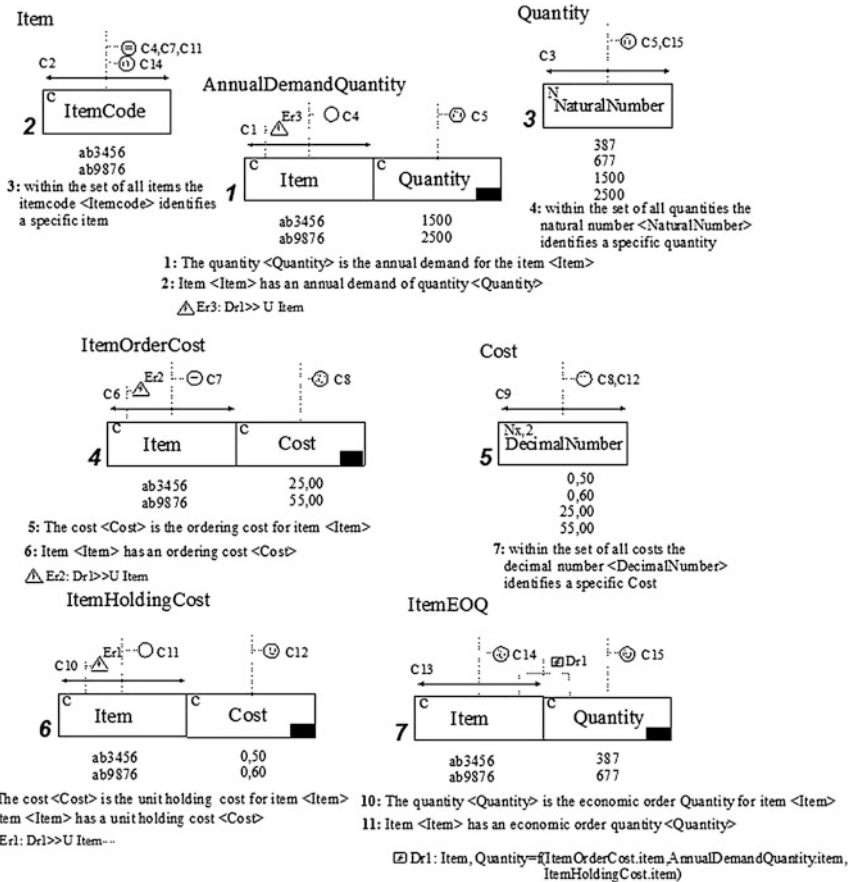 Item
C4,C7,C11
C14
C2
C
ItemCode
2
ab3456
ab9876
3: within the set of all items the
itemcode <Itemcode> identifies
a specific item
AnnualDemandQuantity
Er3
C4
C1
C5
C
Item
C
Quantity
1
ab3456
1500
ab9876
2500
Quantity
C5,C15
C3
N
NaturalNumber
3
387
677
1500
2500
4: within the set of all quantities the
natural number <NaturalNumber>
identifies a specific quantity
1: The quantity <Quantity> is the annual demand for the item <Item>
2: Item <Item> has an annual demand of quantity <Quantity>
Er3: Dr1>> U Item
ItemOrderCost
Er2
C7
C8
C6
C
Item
C
Cost
4
ab3456
25,00
ab9876
55,00
5: The cost <Cost> is the ordering cost for item <Item>
6: Item <Item> has an ordering cost <Cost>
Er2: Dr1>>U Item
Cost
C8,C12
C9
Nx,2
DecimalNumber
5
0,50
0,60
25,00
55,00
7: within the set of all costs the
decimal number <DecimalNumber>
identifies a specific Cost
ItemHoldingCost
Er1
C11
C12
C10
C
Item
C
Cost
6
ab3456
0,50
ab9876
0,60
The cost <Cost> is the unit holding cost for item <Item>
tem <Item> has a unit holding cost <Cost>
Er1: Dr1>>U Item---
ItemEOQ
C14
Dr1
C15
C13
C
Item
C
Quantity
7
ab3456
387
ab9876
677
10: The quantity <Quantity> is the economic order Quantity for item <Item>
11: Item <Item> has an economic order quantity <Quantity>
Dr1: Item, Quantity=f(ItemOrderCost.item,AnnualDemandQuantity.item,
ItemHoldingCost.item)